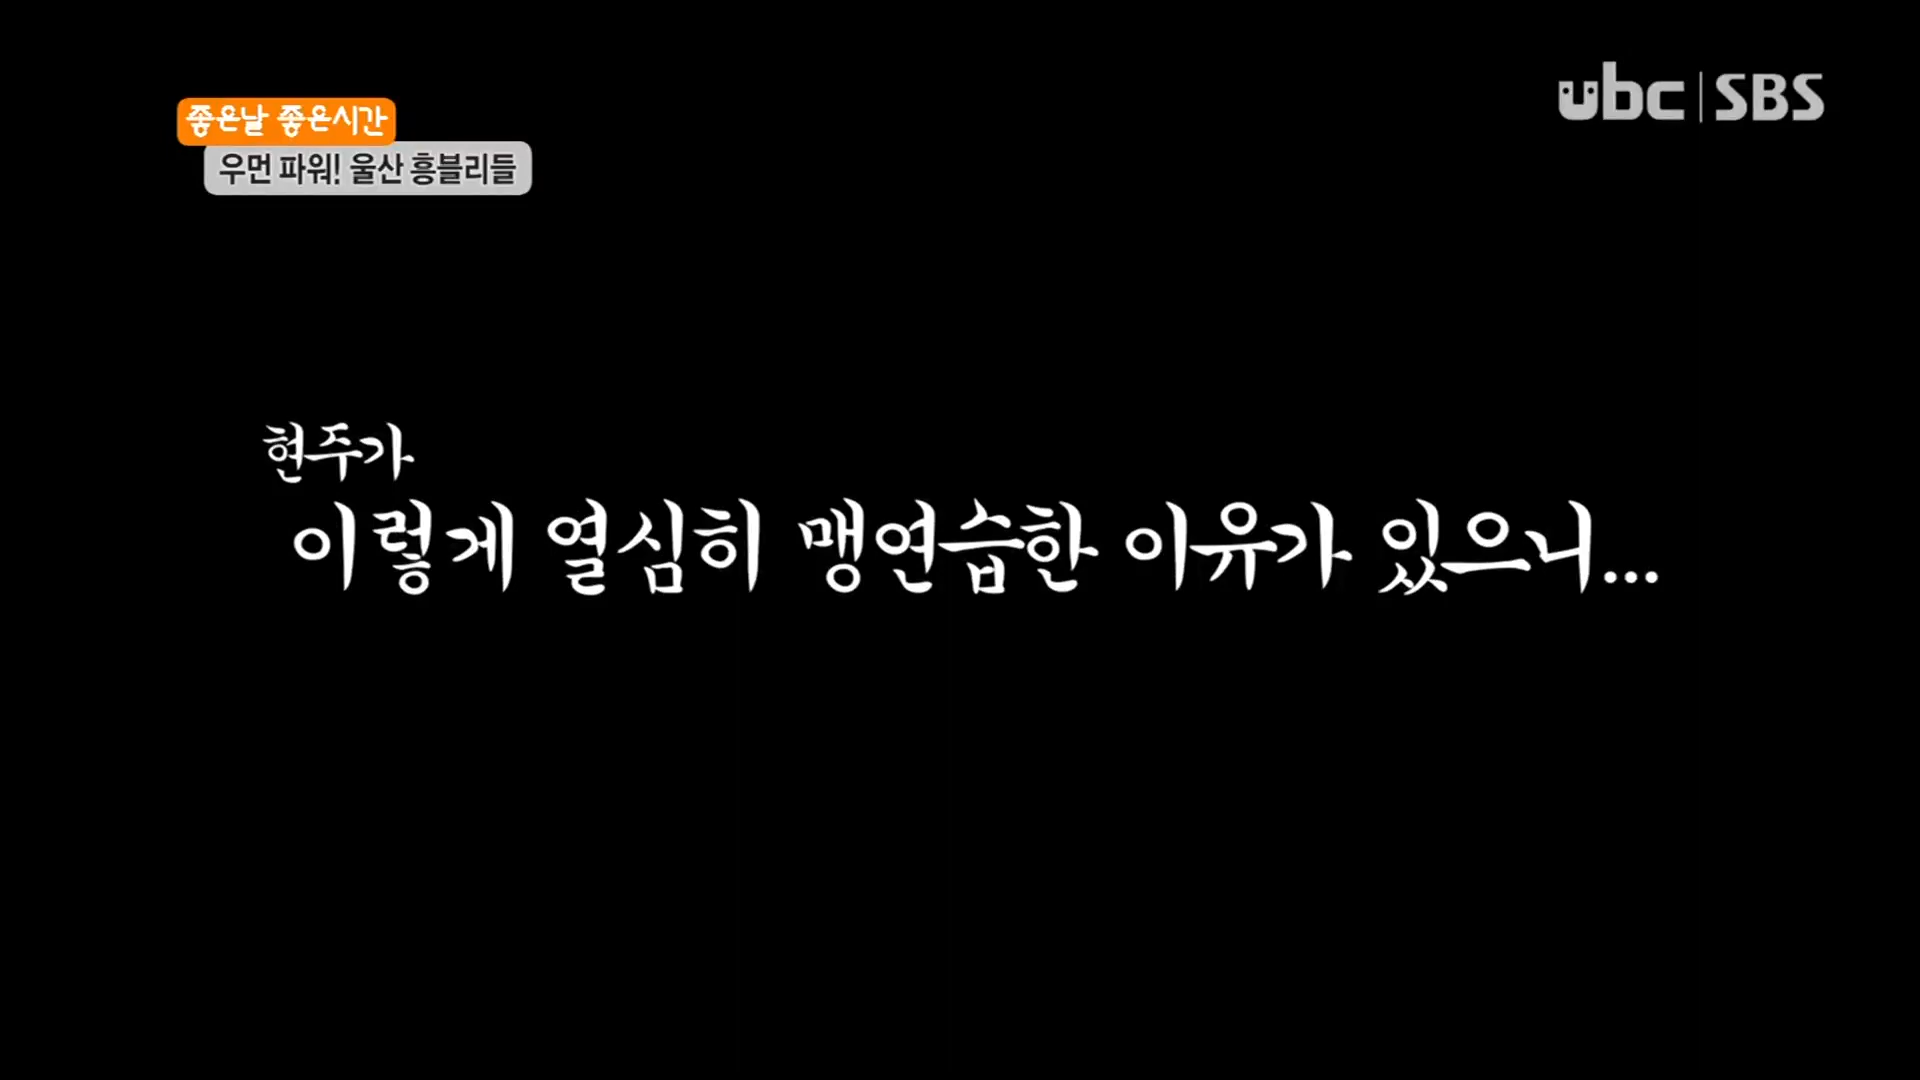 좋은날 좋은시간
우먼 파워! 울산 흥블리들
ubc SBS
현주가
이렇게 열심히 맹연습한 이유가 있으니...